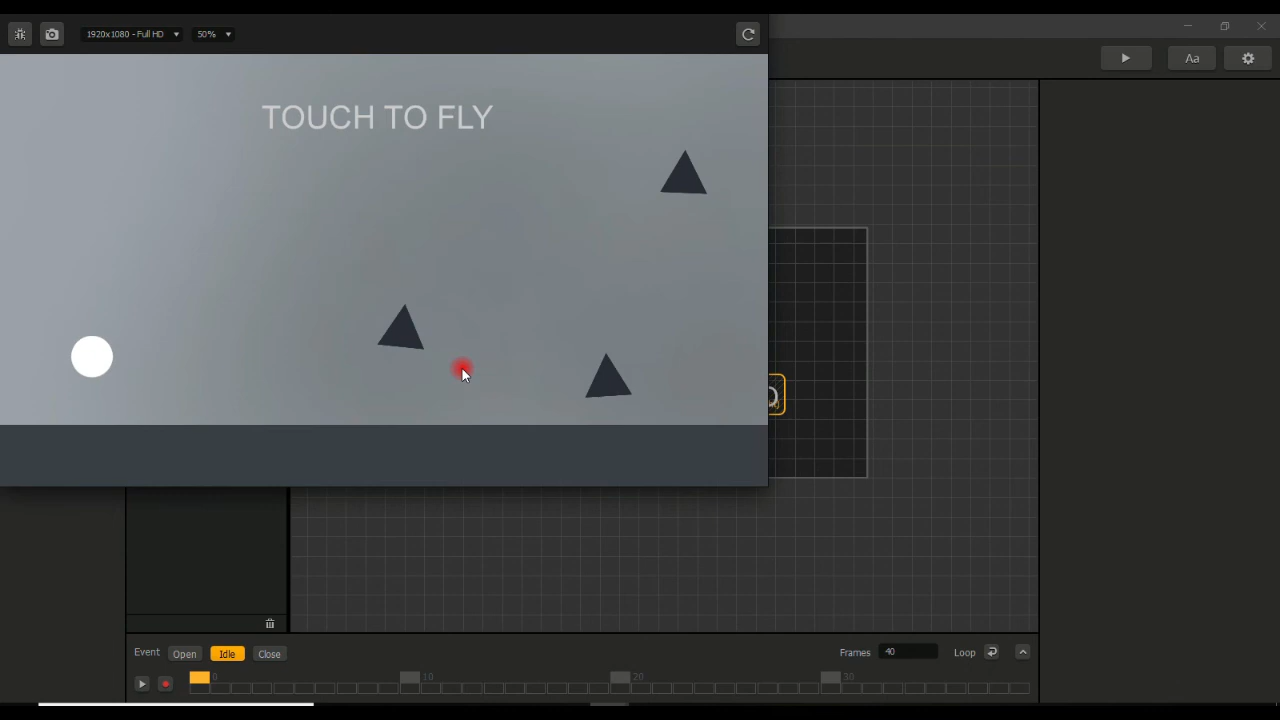 1920x1080 - Full HD
50%
Aa
TOUCH TO FLY
Event
Open
Idle
Close
Frames
40
Loop
0
10
20
30